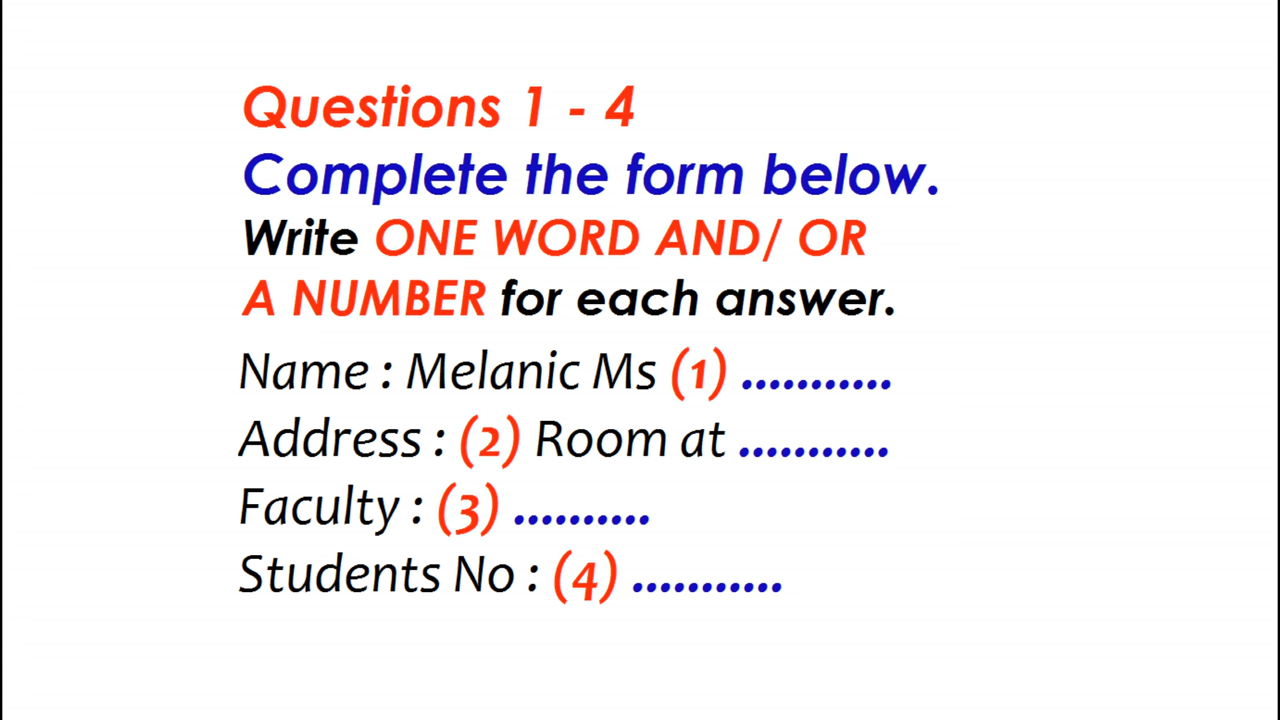 Questions 1 - 4
Complete the form below.
Write ONE WORD AND/ OR
A NUMBER for each answer.
Name : Melanic Ms (1) ...........
Address : (2) Room at ...........
Faculty : (3) ..........
Students No : (4) ...........